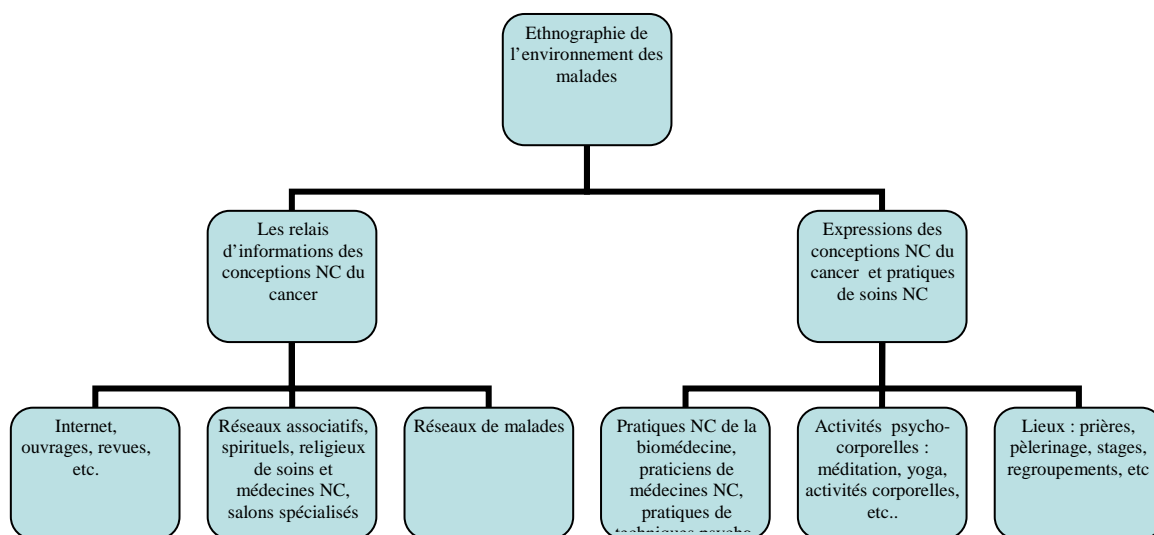 Ethnographie de
l'environnement des
malades
Les relais
d'informations des
conceptions NC du
cancer
Expressions des
conceptions NC du
cancer et pratiques
de soins NC
Internet,
ouvrages, revues,
etc.
Réseaux associatifs,
spirituels, religieux
de soins et
médecines NC,
salons spécialisés
Réseaux de malades
Pratiques NC de la
biomédecine,
praticiens de
médecines NC,
pratiques de
techniques psycho-
Activités psycho-
corporelles :
méditation, yoga,
activités corporelles,
etc..
Lieux : prières,
pèlerinage, stages,
regroupements, etc